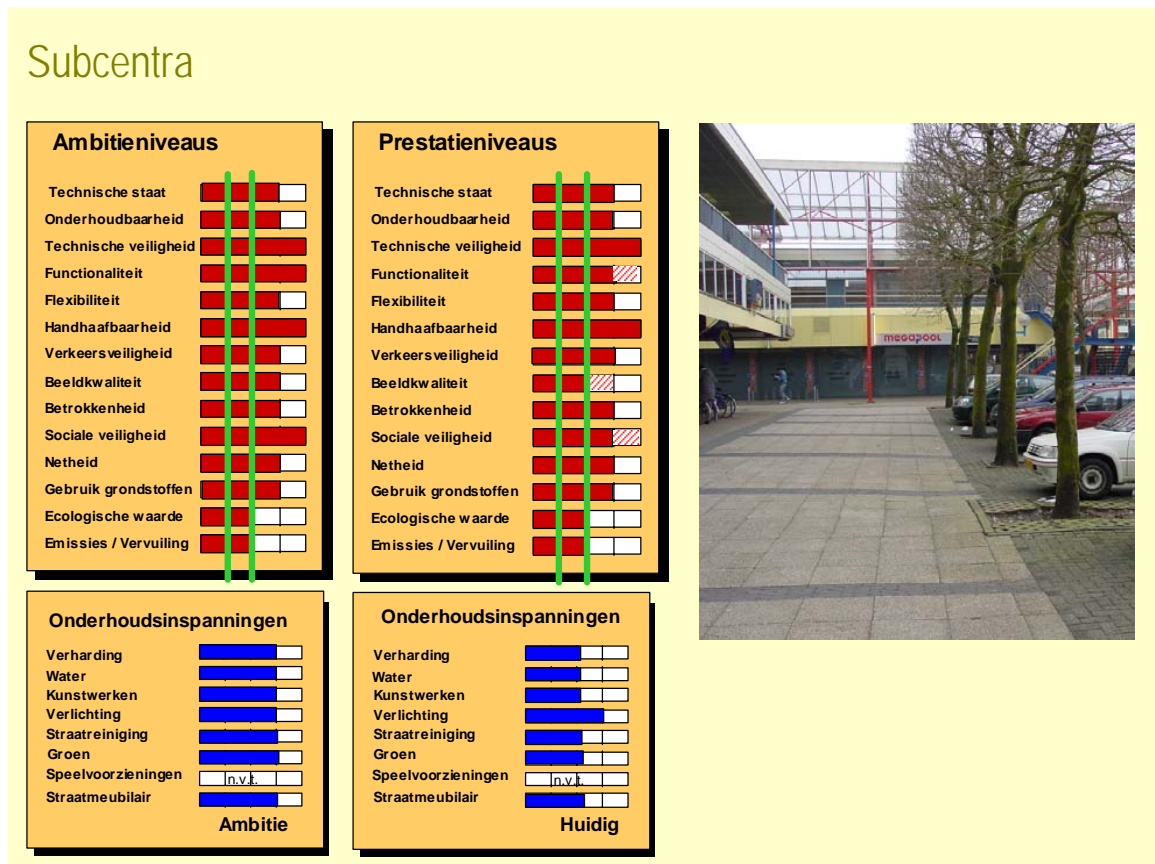 Subcentra
Ambitieniveaus
Technische staat
Onderhoudbaarheid
Technische veiligheid
Functionaliteit
Flexibiliteit
Handhaafbaarheid
Verkeersveiligheid
Beeldkwaliteit
Betrokkenheid
Sociale veiligheid
Netheid
Gebruik grondstoffen
Ecologische waarde
Emissies / Vervuiling
Prestatieniveaus
Technische staat
Onderhoudbaarheid
Technische veiligheid
Functionaliteit
Flexibiliteit
Handhaafbaarheid
Verkeersveiligheid
Beeldkwaliteit
Betrokkenheid
Sociale veiligheid
Netheid
Gebruik grondstoffen
Ecologische waarde
Emissies / Vervuiling
megapool
Onderhoudsinspanningen
Verharding
Water
Kunstwerken
Verlichting
Straatreiniging
Groen
Speelvoorzieningen n.v.t.
Straatmeubilair
Ambitie
Onderhoudsinspanningen
Verharding
Water
Kunstwerken
Verlichting
Straatreiniging
Groen
Speelvoorzieningen n.v.t.
Straatmeubilair
Huidig